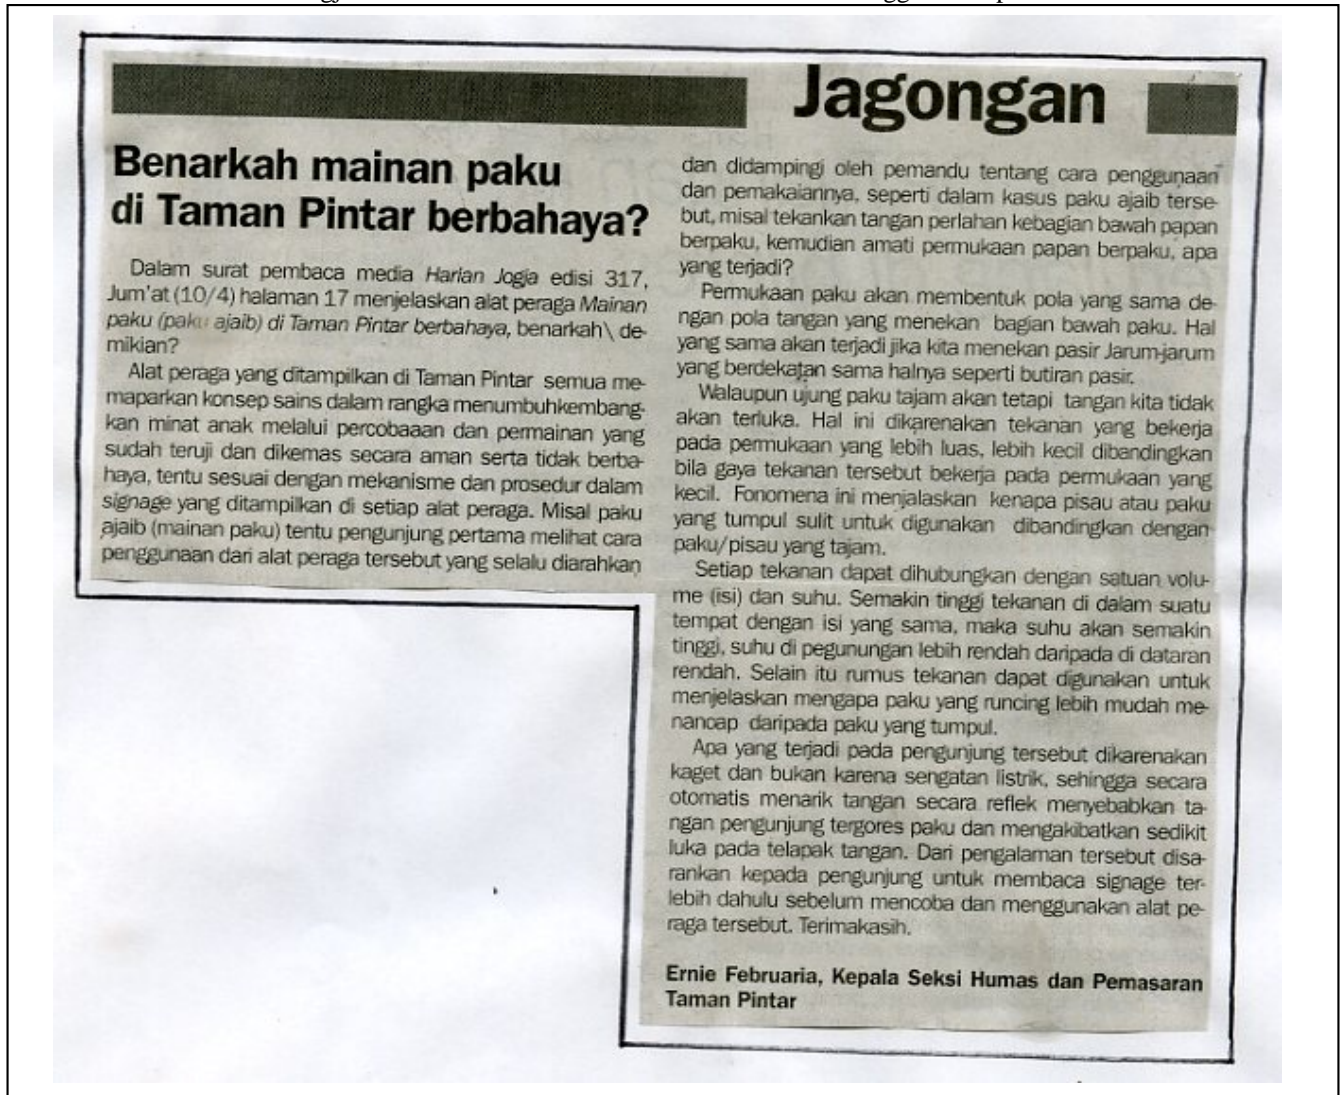 Jagongan
Benarkah mainan paku
di Taman Pintar berbahaya?
Dalam surat pembaca media Harian Jogja edisi 317,
Jum'at (10/4) halaman 17 menjelaskan alat peraga Mainan
paku (paku ajaib) di Taman Pintar berbahaya, benarkah\ de-
mikian?
Alat peraga yang ditampilkan di Taman Pintar semua me-
maparkan konsep sains dalam rangka menumbuhkembang-
kan minat anak melalui percobaaan dan permainan yang
sudah teruji dan dikemas secara aman serta tidak berba-
haya, tentu sesuai dengan mekanisme dan prosedur dalam
signage yang ditampilkan di setiap alat peraga. Misal paku
ajaib (mainan paku) tentu pengunjung pertama melihat cara
penggunaan dari alat peraga tersebut yang selalu diarahkan
dan didampingi oleh pemandu tentang cara penggunaan
dan pemakaiannya, seperti dalam kasus paku ajaib terse-
but, misal tekankan tangan perlahan kebagian bawah papan
berpaku, kemudian amati permukaan papan berpaku, apa
yang terjadi?
Permukaan paku akan membentuk pola yang sama de-
ngan pola tangan yang menekan bagian bawah paku. Hal
yang sama akan terjadi jika kita menekan pasir Jarum-jarum
yang berdekatan sama halnya seperti butiran pasir.
Walaupun ujung paku tajam akan tetapi tangan kita tidak
akan terluka. Hal ini dikarenakan tekanan yang bekerja
pada permukaan yang lebih luas, lebih kecil dibandingkan
bila gaya tekanan tersebut bekerja pada permukaan yang
kecil. Fonomena ini menjalaskan kenapa pisau atau paku
yang tumpul sulit untuk digunakan dibandingkan dengan
paku/pisau yang tajam.
Setiap tekanan dapat dihubungkan dengan satuan volu-
me (isi) dan suhu. Semakin tinggi tekanan di dalam suatu
tempat dengan isi yang sama, maka suhu akan semakin
tinggi, suhu di pegunungan lebih rendah daripada di dataran
rendah. Selain itu rumus tekanan dapat digunakan untuk
menjelaskan mengapa paku yang runcing lebih mudah me-
nancap daripada paku yang tumpul.
Apa yang terjadi pada pengunjung tersebut dikarenakan
kaget dan bukan karena sengatan listrik, sehingga secara
otomatis menarik tangan secara reflek menyebabkan ta-
ngan pengunjung tergores paku dan mengakibatkan sedikit
luka pada telapak tangan. Dari pengalaman tersebut disa-
rankan kepada pengunjung untuk membaca signage ter-
lebih dahulu sebelum mencoba dan menggunakan alat pe-
raga tersebut. Terimakasih.
Ernie Februaria, Kepala Seksi Humas dan Pemasaran
Taman Pintar